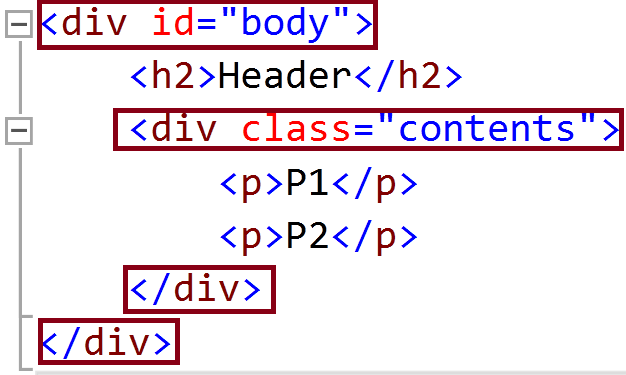 <div id="body">
<h2>Header</h2>
<div class="contents">
<p>P1</p>
<p>P2</p>
</div>
</div>